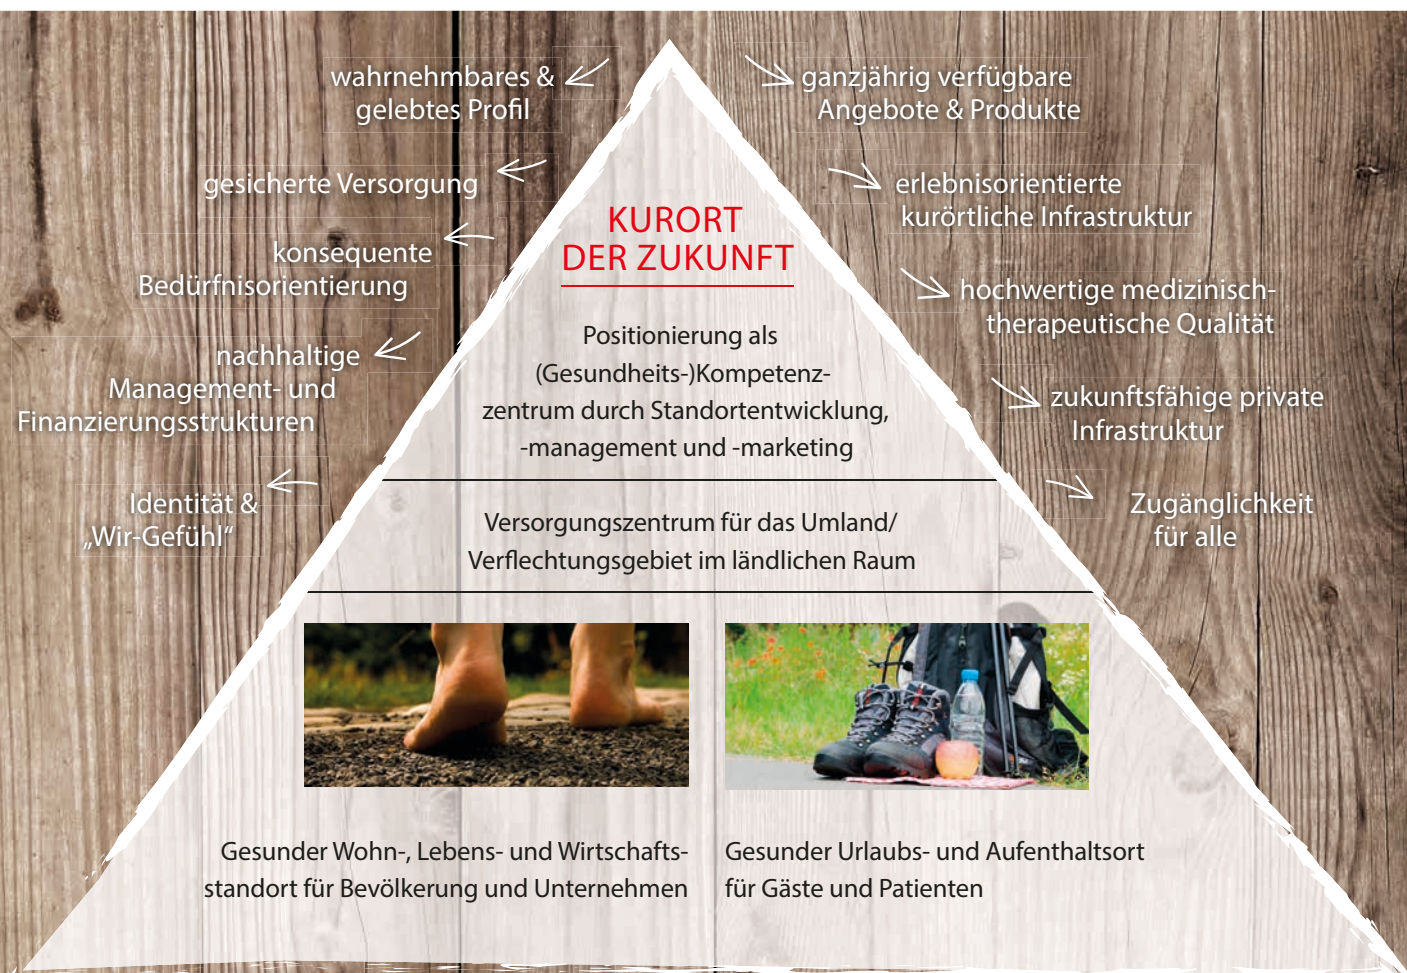 wahrnehmbares &
gelebtes Profil
gesicherte Versorgung
konsequente
Bedürfnisorientierung
nachhaltige
Management- und
Finanzierungsstrukturen
Identität &
„Wir-Gefühl“
ganzjährig verfügbare
Angebote & Produkte
erlebnisorientierte
kurörtliche Infrastruktur
hochwertige medizinisch-
therapeutische Qualität
zukunftsfähige private
Infrastruktur
Zugänglichkeit
für alle
KURORT
DER ZUKUNFT
Positionierung als
(Gesundheits-)Kompetenz-
zentrum durch Standortentwicklung,
-management und -marketing
Versorgungszentrum für das Umland/
Verflechtungsgebiet im ländlichen Raum
Gesunder Wohn-, Lebens- und Wirtschafts-
standort für Bevölkerung und Unternehmen
Gesunder Urlaubs- und Aufenthaltsort
für Gäste und Patienten